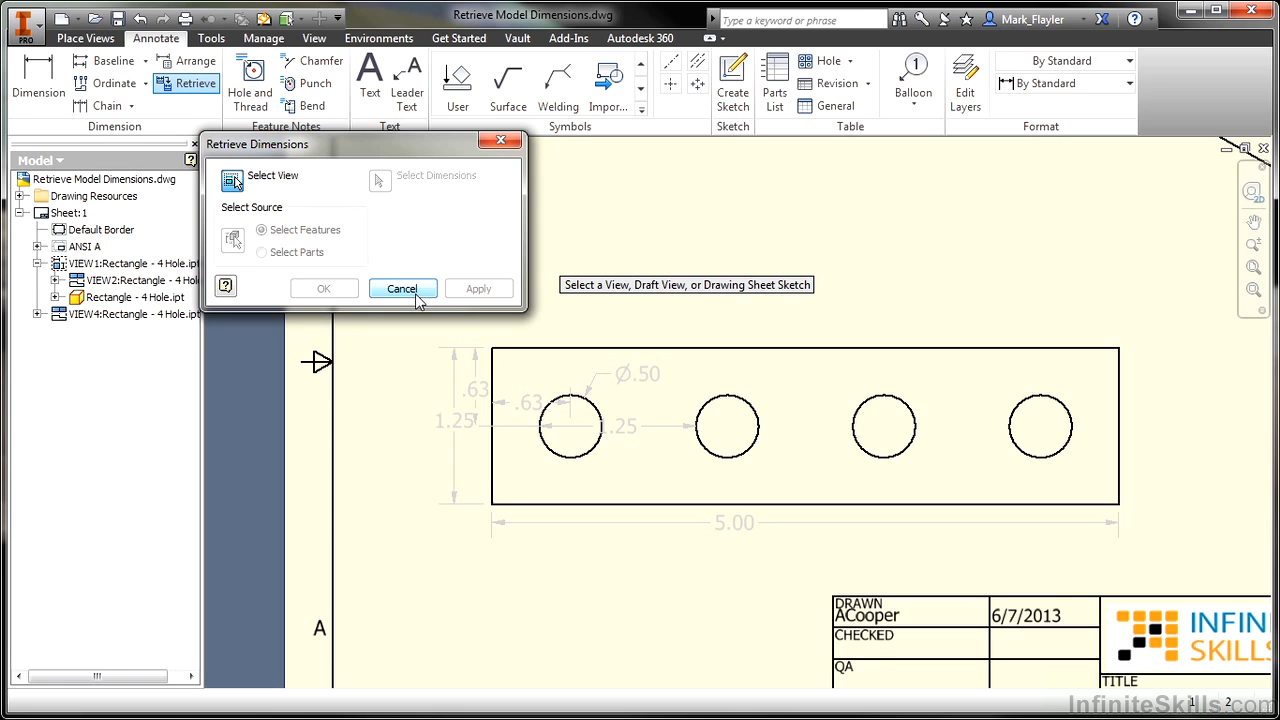 Retrieve Model Dimensions.dwg
Type a keyword or phrase
Mark_Flayler
PRO
Place Views
Annotate
Tools
Manage
View
Environments
Get Started
Vault
Add-Ins
Autodesk 360
Dimension
Baseline
Ordinate
Chain
Arrange
Retrieve
Dimension
Hole and Thread
Chamfer
Punch
Bend
Feature Notes
Text
Leader Text
Text
User
Surface
Welding
Impor...
Symbols
Create Sketch
Sketch
Parts List
Hole
Revision
General
Table
Balloon
Edit Layers
By Standard
By Standard
Format
Model
Retrieve Model Dimensions.dwg
Drawing Resources
Sheet:1
Default Border
ANSI A
VIEW1:Rectangle - 4 Hole.ipt
VIEW2:Rectangle - 4 Hole.ip
Rectangle - 4 Hole.ipt
VIEW4:Rectangle - 4 Hole.ipt
Retrieve Dimensions
Select View
Select Dimensions
Select Source
Select Features
Select Parts
OK
Cancel
Apply
Select a View, Draft View, or Drawing Sheet Sketch
2D
Ø.50
.63
.63
1.25
1.25
5.00
A
DRAWN
ACooper
6/7/2013
CHECKED
QA
INFIN
SKILLS
TITLE
InfiniteSkills.com
1
2